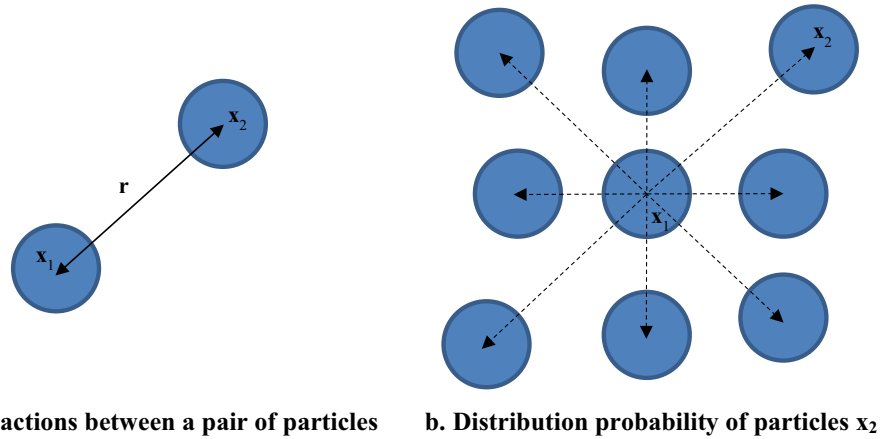 x₂
r
x₁
x₂
x₁
actions between a pair of particles
b. Distribution probability of particles x₂